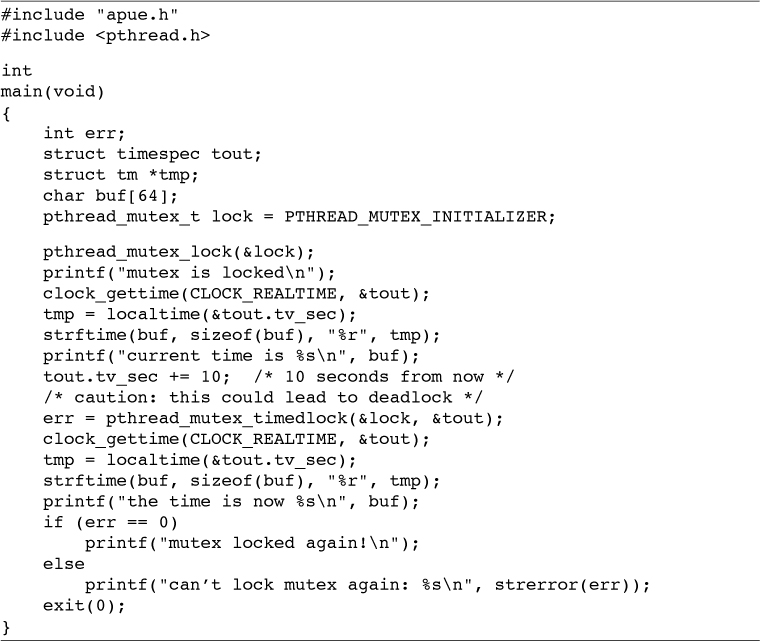 #include "apue.h"
#include <pthread.h>
int
main(void)
{
    int err;
    struct timespec tout;
    struct tm *tmp;
    char buf[64];
    pthread_mutex_t lock = PTHREAD_MUTEX_INITIALIZER;
    pthread_mutex_lock(&lock);
    printf("mutex is locked\n");
    clock_gettime(CLOCK_REALTIME, &tout);
    tmp = localtime(&tout.tv_sec);
    strftime(buf, sizeof(buf), "%r", tmp);
    printf("current time is %s\n", buf);
    tout.tv_sec += 10;  /* 10 seconds from now */
    /* caution: this could lead to deadlock */
    err = pthread_mutex_timedlock(&lock, &tout);
    clock_gettime(CLOCK_REALTIME, &tout);
    tmp = localtime(&tout.tv_sec);
    strftime(buf, sizeof(buf), "%r", tmp);
    printf("the time is now %s\n", buf);
    if (err == 0)
        printf("mutex locked again!\n");
    else
        printf("can’t lock mutex again: %s\n", strerror(err));
    exit(0);
}